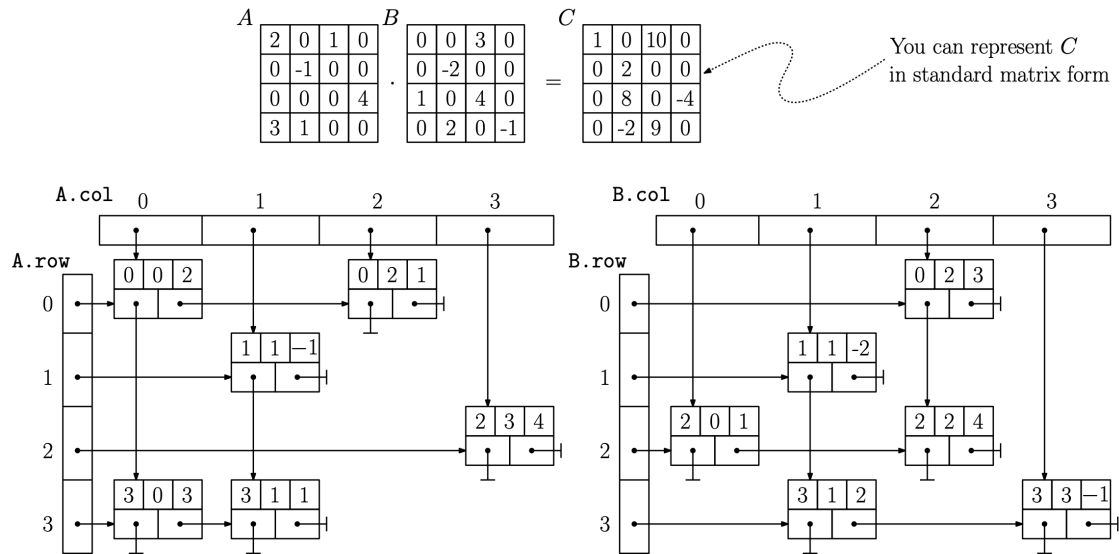 A B C
2 0 1 0 0 0 3 0 1 0 10 0
0 -1 0 0 · 0 -2 0 0 = 0 2 0 0
0 0 0 4 1 0 4 0 0 8 0 -4
3 1 0 0 0 2 0 -1 0 -2 9 0
You can represent C
in standard matrix form
A.col 0 1 2 3
A.row
0 0 2 0 2 1
0
1 1 −1
1
2 3 4
2
3 0 3 3 1 1
3
B.col 0 1 2 3
B.row
0 2 3
0
1 1 -2
1
2 0 1 2 2 4
2
3 1 2 3 3 −1
3